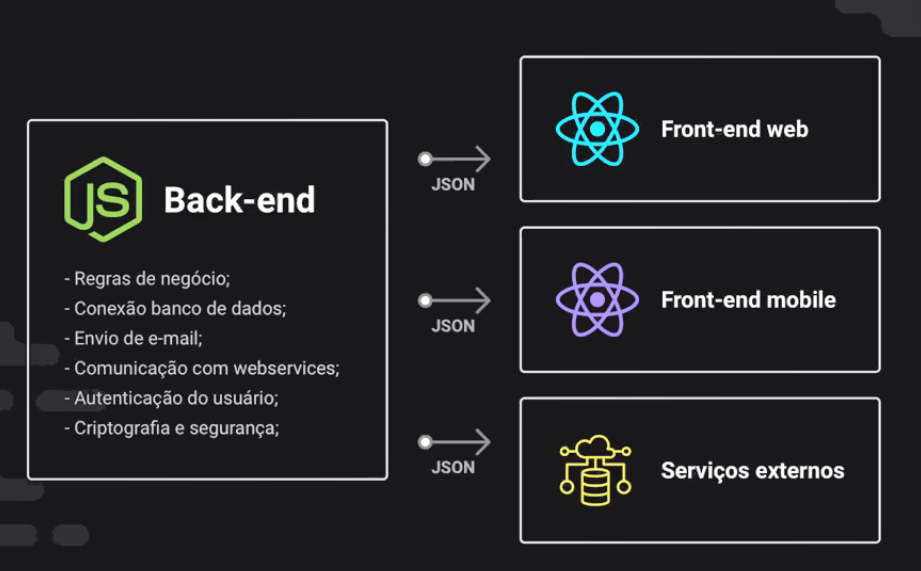 JS Back-end
- Regras de negócio;
- Conexão banco de dados;
- Envio de e-mail;
- Comunicação com webservices;
- Autenticação do usuário;
- Criptografia e segurança;
JSON
JSON
JSON
Front-end web
Front-end mobile
Serviços externos